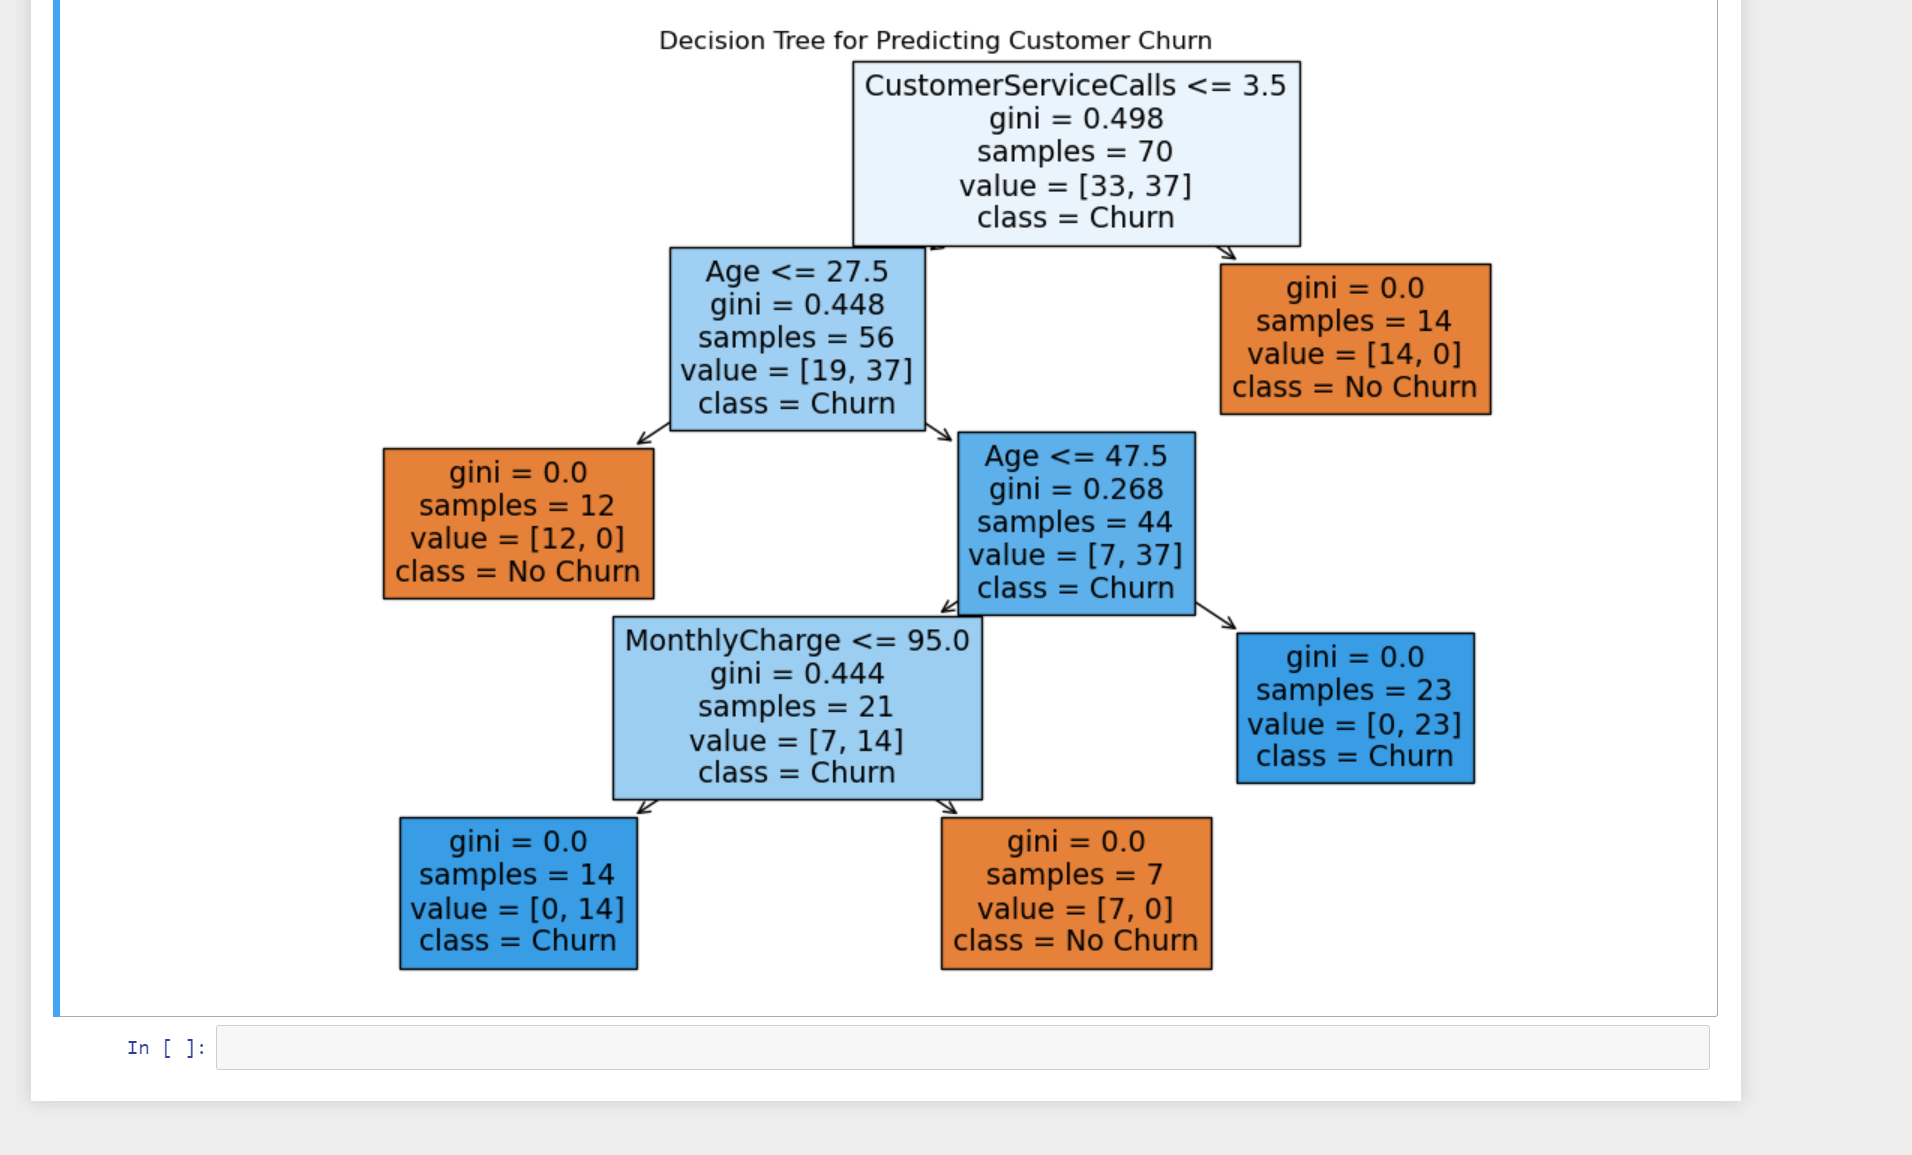 Decision Tree for Predicting Customer Churn
CustomerServiceCalls <= 3.5
gini = 0.498
samples = 70
value = [33, 37]
class = Churn
Age <= 27.5
gini = 0.448
samples = 56
value = [19, 37]
class = Churn
gini = 0.0
samples = 14
value = [14, 0]
class = No Churn
gini = 0.0
samples = 12
value = [12, 0]
class = No Churn
Age <= 47.5
gini = 0.268
samples = 44
value = [7, 37]
class = Churn
MonthlyCharge <= 95.0
gini = 0.444
samples = 21
value = [7, 14]
class = Churn
gini = 0.0
samples = 23
value = [0, 23]
class = Churn
gini = 0.0
samples = 14
value = [0, 14]
class = Churn
gini = 0.0
samples = 7
value = [7, 0]
class = No Churn
In [ ]: